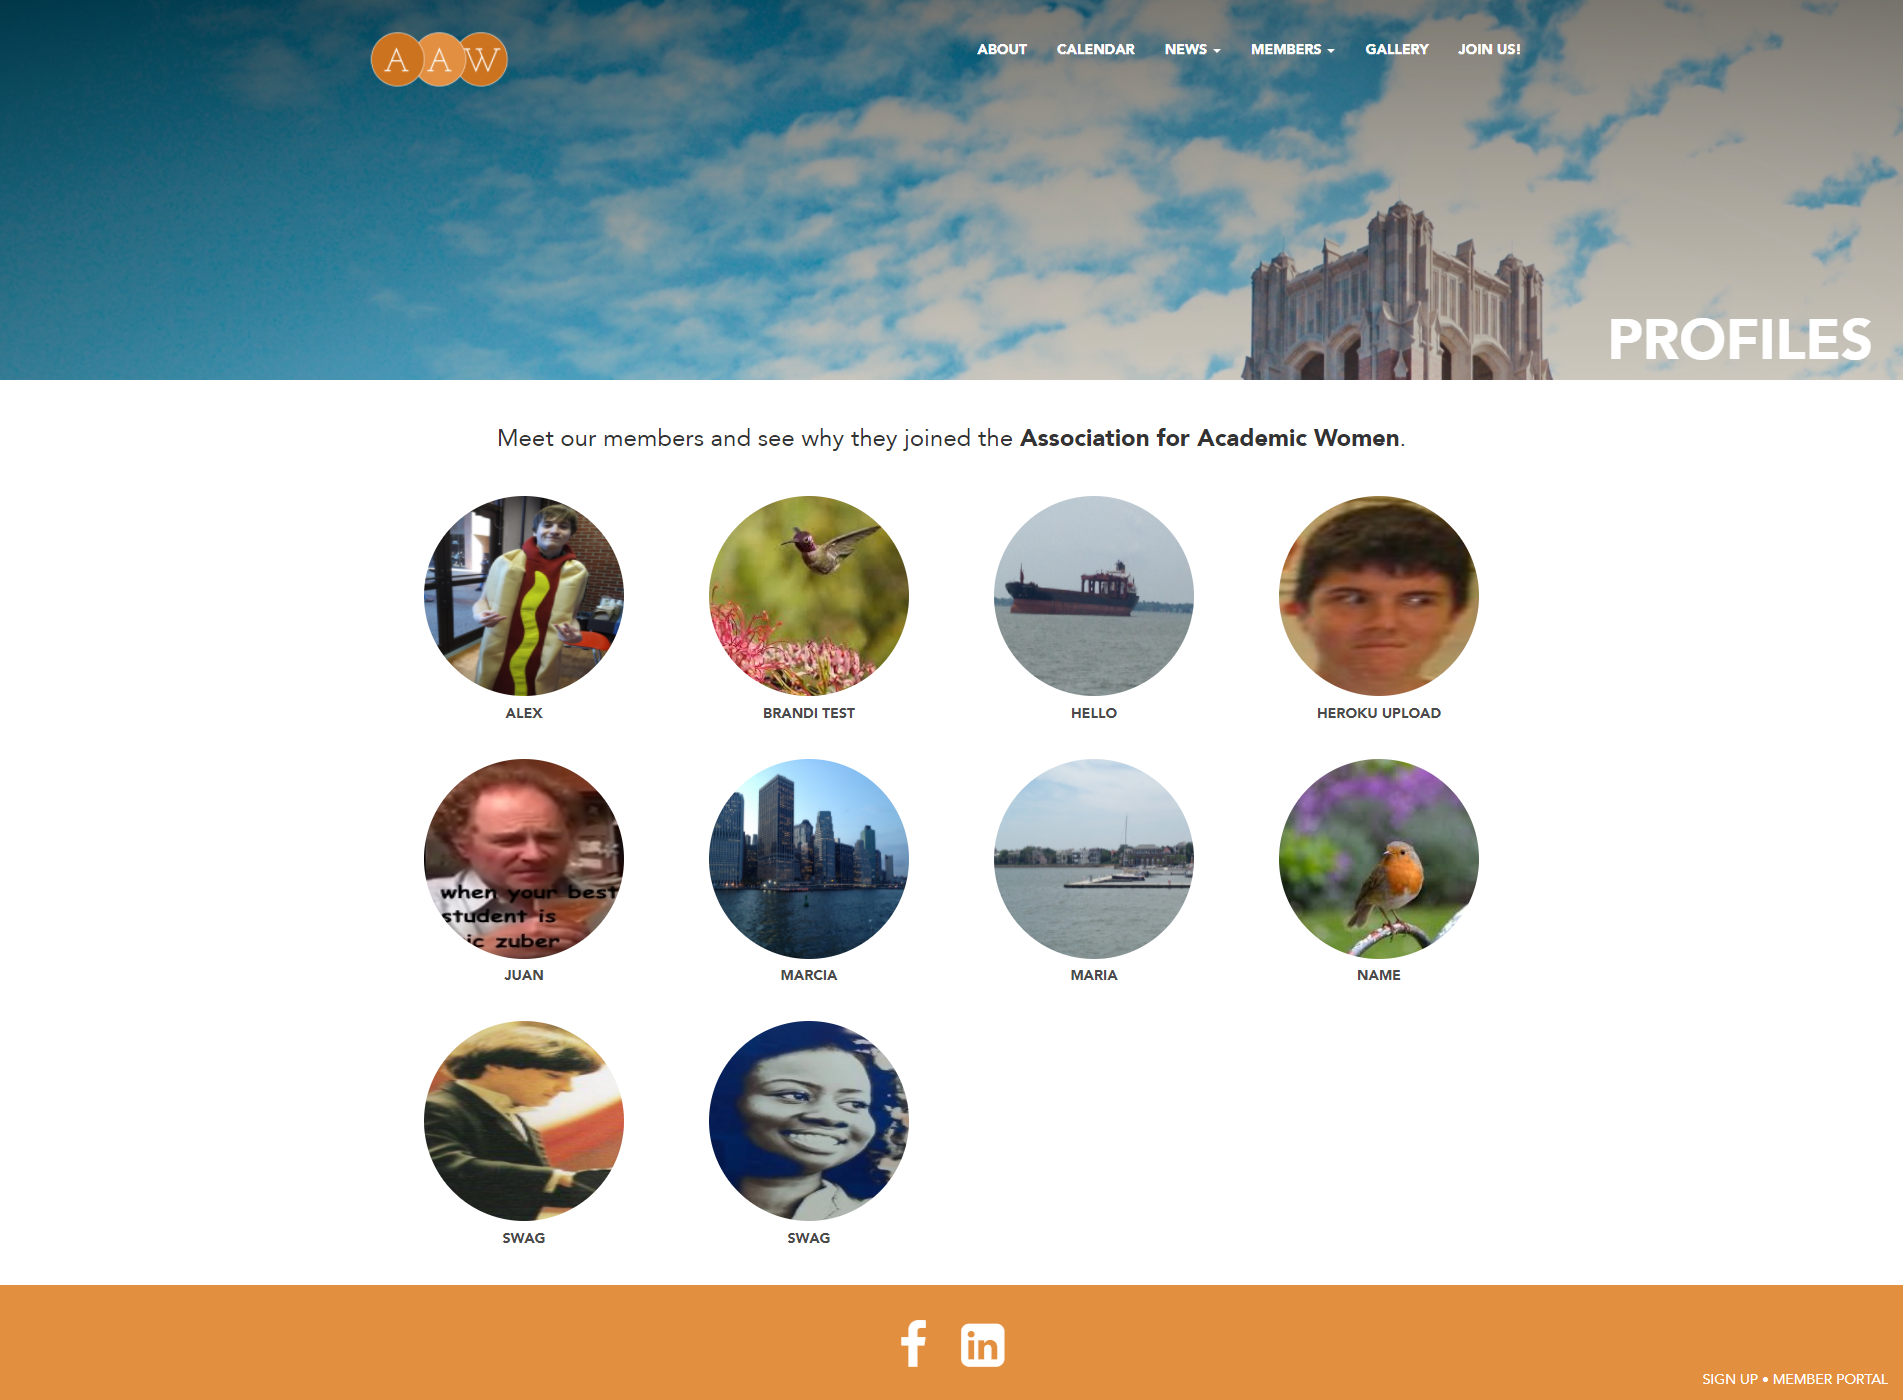 A A W
ABOUT CALENDAR NEWS MEMBERS GALLERY JOIN US!
PROFILES
Meet our members and see why they joined the Association for Academic Women.
ALEX
BRANDI TEST
HELLO
HEROKU UPLOAD
when your best
student is
ic zuber
JUAN
MARCIA
MARIA
NAME
SWAG
SWAG
f in
SIGN UP • MEMBER PORTAL